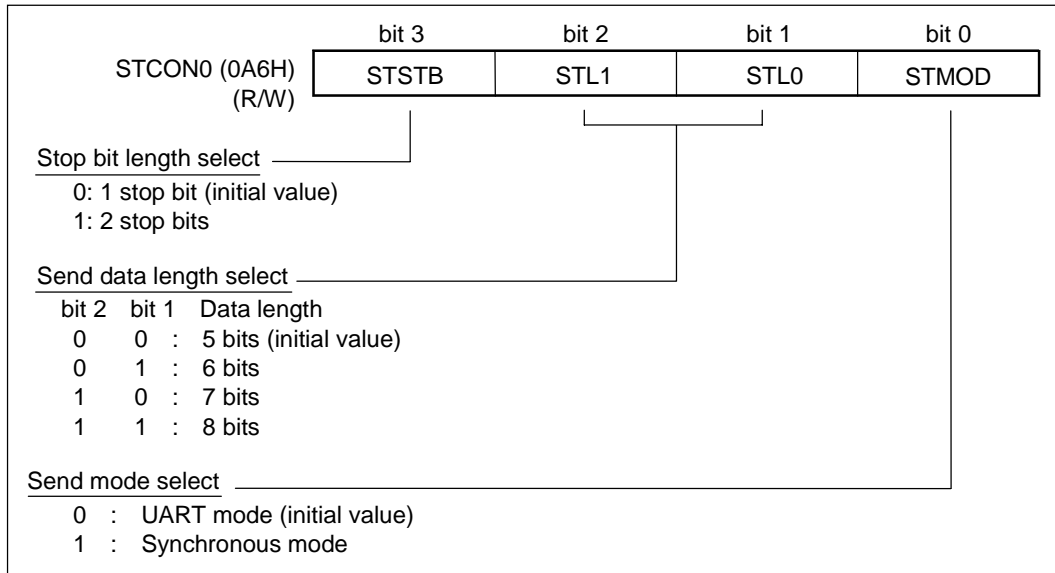 bit 3 bit 2 bit 1 bit 0
STCON0 (0A6H) STSTB STL1 STL0 STMOD
(R/W)
Stop bit length select
0: 1 stop bit (initial value)
1: 2 stop bits
Send data length select
bit 2 bit 1 Data length
0 0 : 5 bits (initial value)
0 1 : 6 bits
1 0 : 7 bits
1 1 : 8 bits
Send mode select
0 : UART mode (initial value)
1 : Synchronous mode